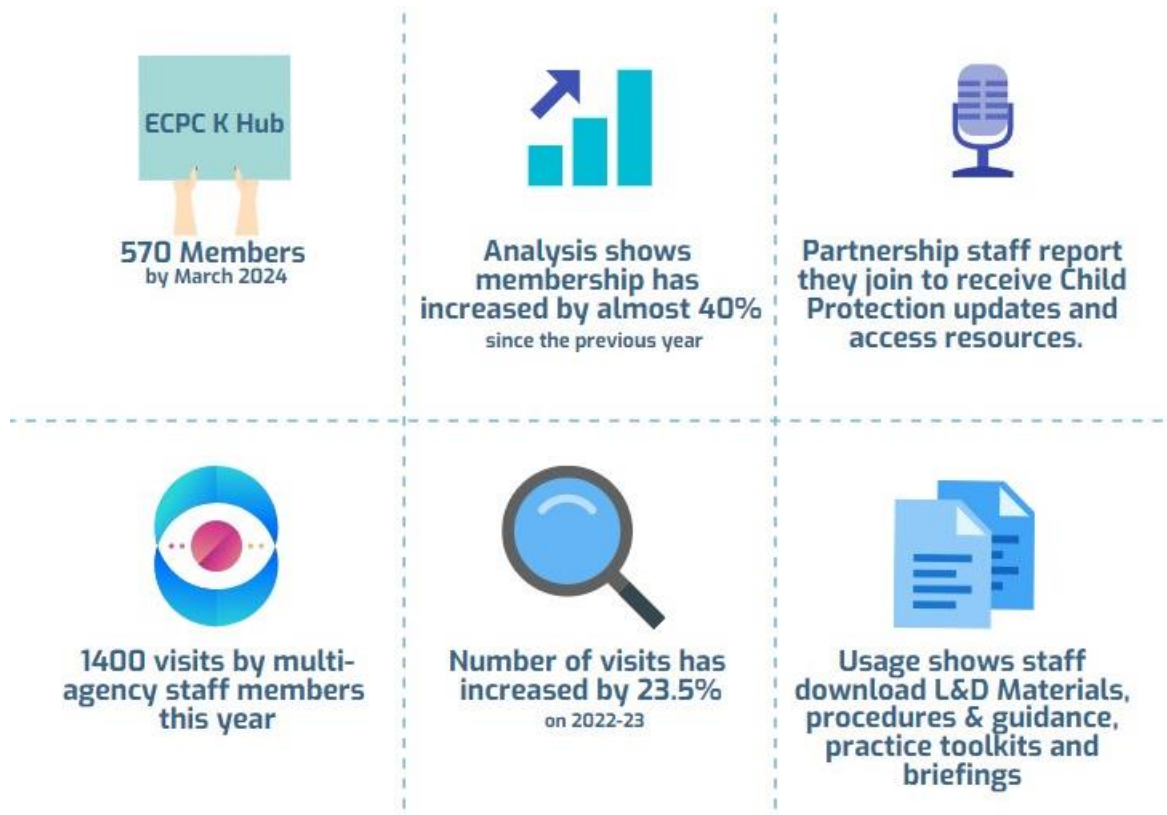 ECPC K Hub
570 Members
by March 2024
Analysis shows
membership has
increased by almost 40%
since the previous year
Partnership staff report
they join to receive Child
Protection updates and
access resources.
1400 visits by multi-
agency staff members
this year
Number of visits has
increased by 23.5%
on 2022-23
Usage shows staff
download L&D Materials,
procedures & guidance,
practice toolkits and
briefings